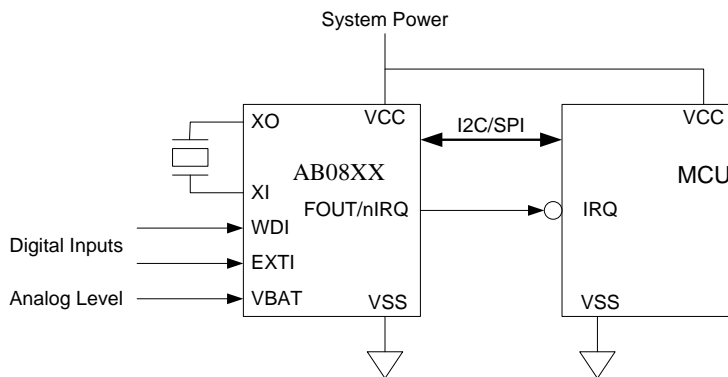 System Power
XO
VCC
I2C/SPI
VCC
AB08XX
MCU
XI
FOUT/nIRQ
IRQ
WDI
Digital Inputs
EXTI
Analog Level
VBAT
VSS
VSS